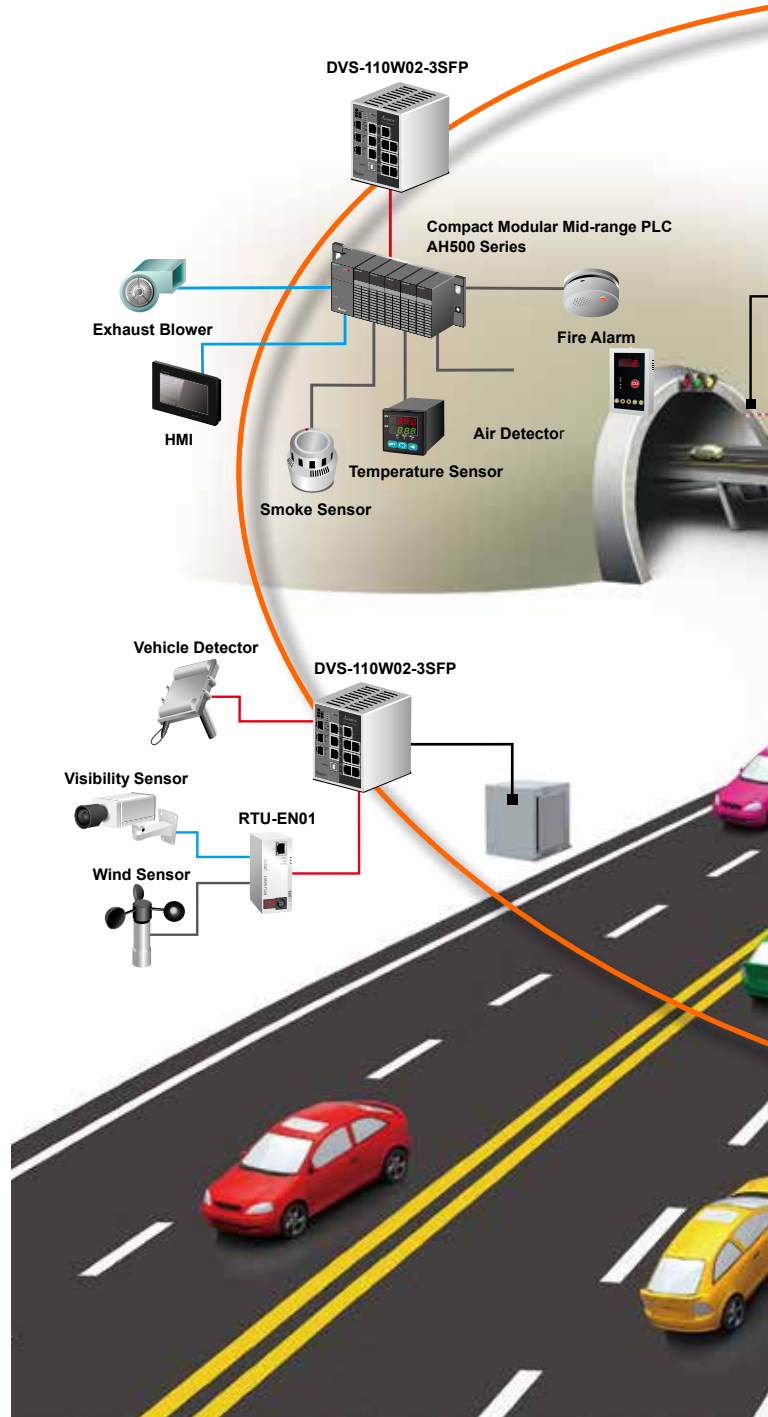 DVS-110W02-3SFP
Compact Modular Mid-range PLC
AH500 Series
Exhaust Blower
Fire Alarm
HMI
Air Detector
Temperature Sensor
Smoke Sensor
Vehicle Detector
DVS-110W02-3SFP
Visibility Sensor
RTU-EN01
Wind Sensor